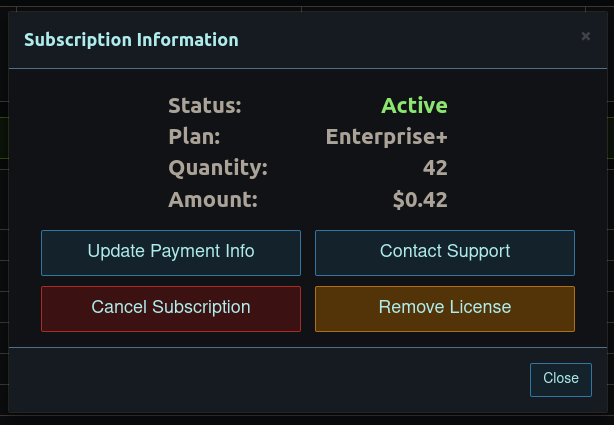 Subscription Information ×
Status: Active
Plan: Enterprise+
Quantity: 42
Amount: $0.42
Update Payment Info Contact Support
Cancel Subscription Remove License
Close